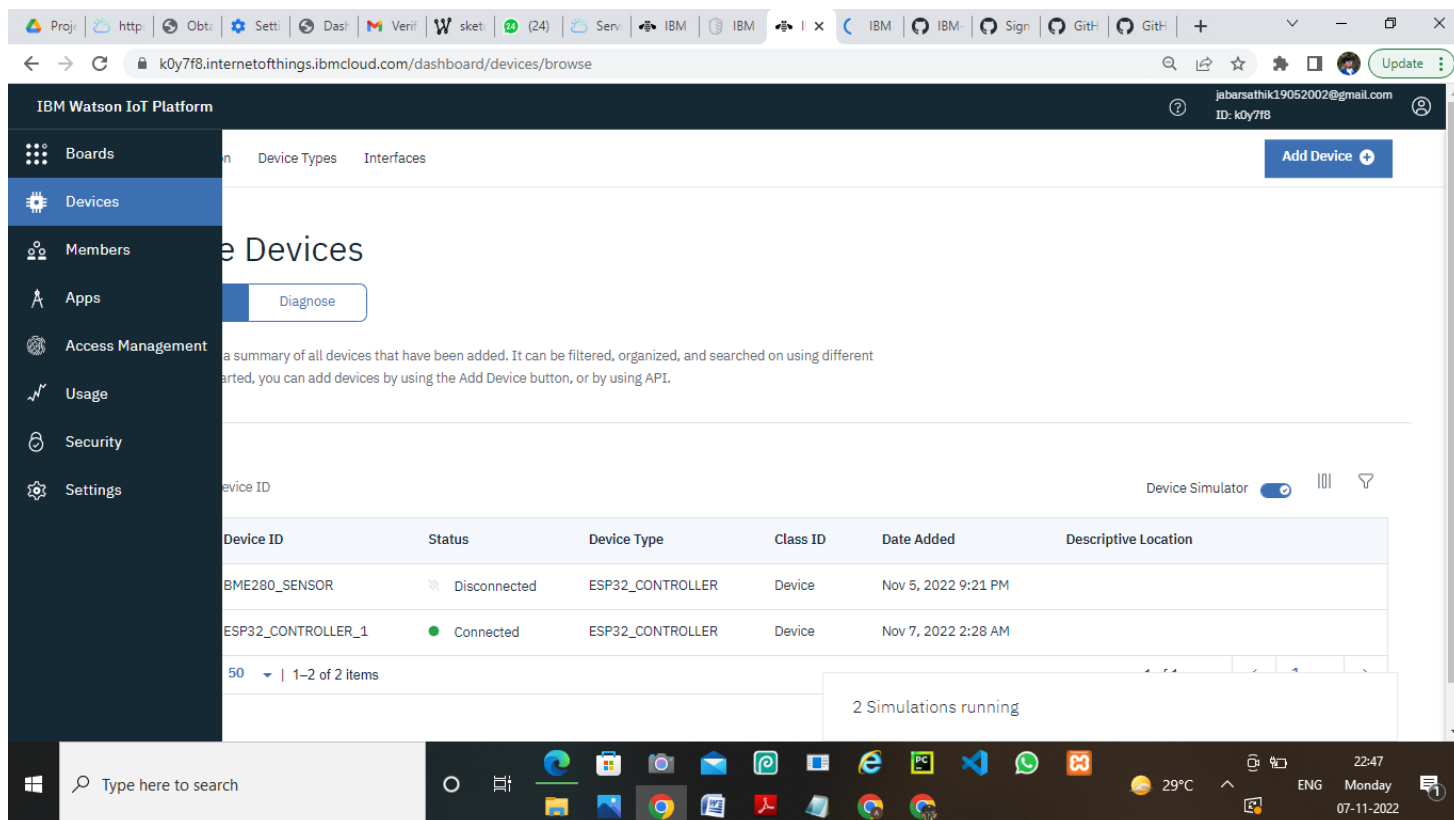 Proje
http:
Obta
Setti
Dash
Verif
sket
(24)
Serv
IBM
IBM
IBM
IBM-
Sign
GitH
GitH
k0y7f8.internetofthings.ibmcloud.com/dashboard/devices/browse
Update
IBM Watson IoT Platform
jabarsathik19052002@gmail.com
ID: k0y7f8
Boards
Devices
Members
Apps
Access Management
Usage
Security
Settings
Device Types Interfaces
Add Device
e Devices
Diagnose
a summary of all devices that have been added. It can be filtered, organized, and searched on using different
arted, you can add devices by using the Add Device button, or by using API.
evice ID
Device Simulator
Device ID Status Device Type Class ID Date Added Descriptive Location
BME280_SENSOR Disconnected ESP32_CONTROLLER Device Nov 5, 2022 9:21 PM
ESP32_CONTROLLER_1 Connected ESP32_CONTROLLER Device Nov 7, 2022 2:28 AM
50 | 1–2 of 2 items
2 Simulations running
Type here to search
29°C
ENG
22:47
Monday
07-11-2022
1